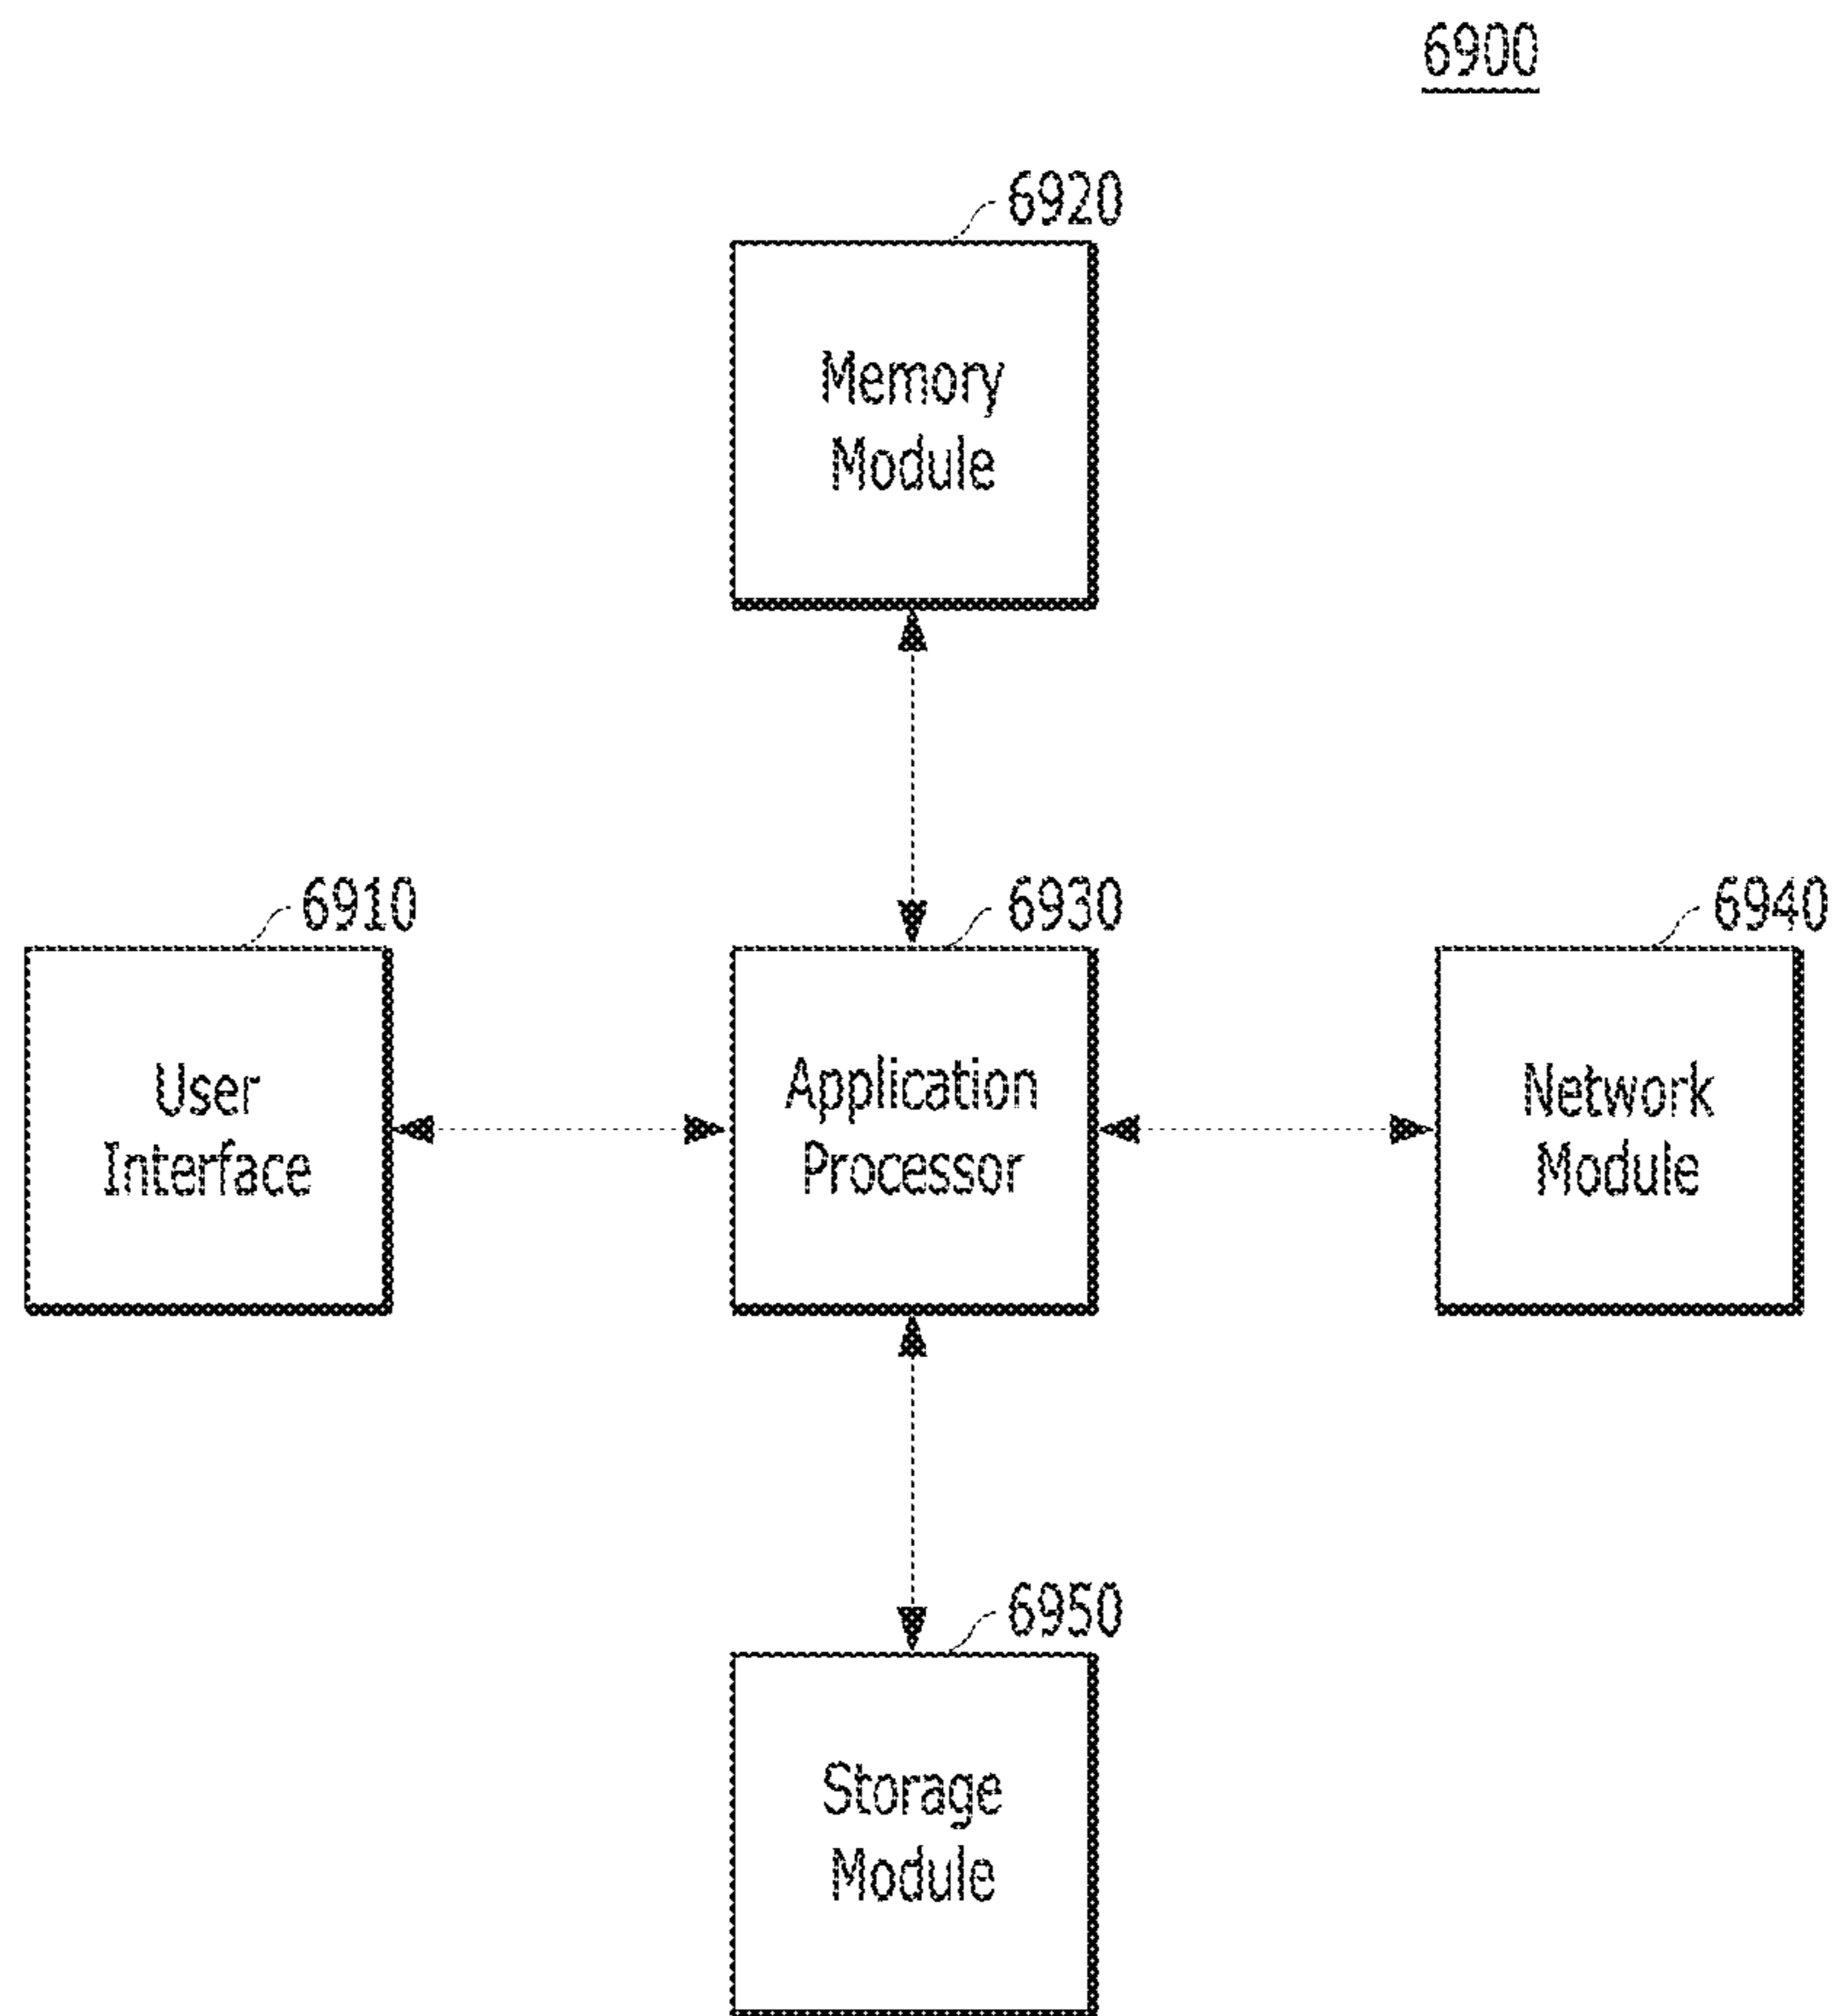 6900
6920
Memory
Module
6910
User
Interface
6930
Application
Processor
6940
Network
Module
6950
Storage
Module